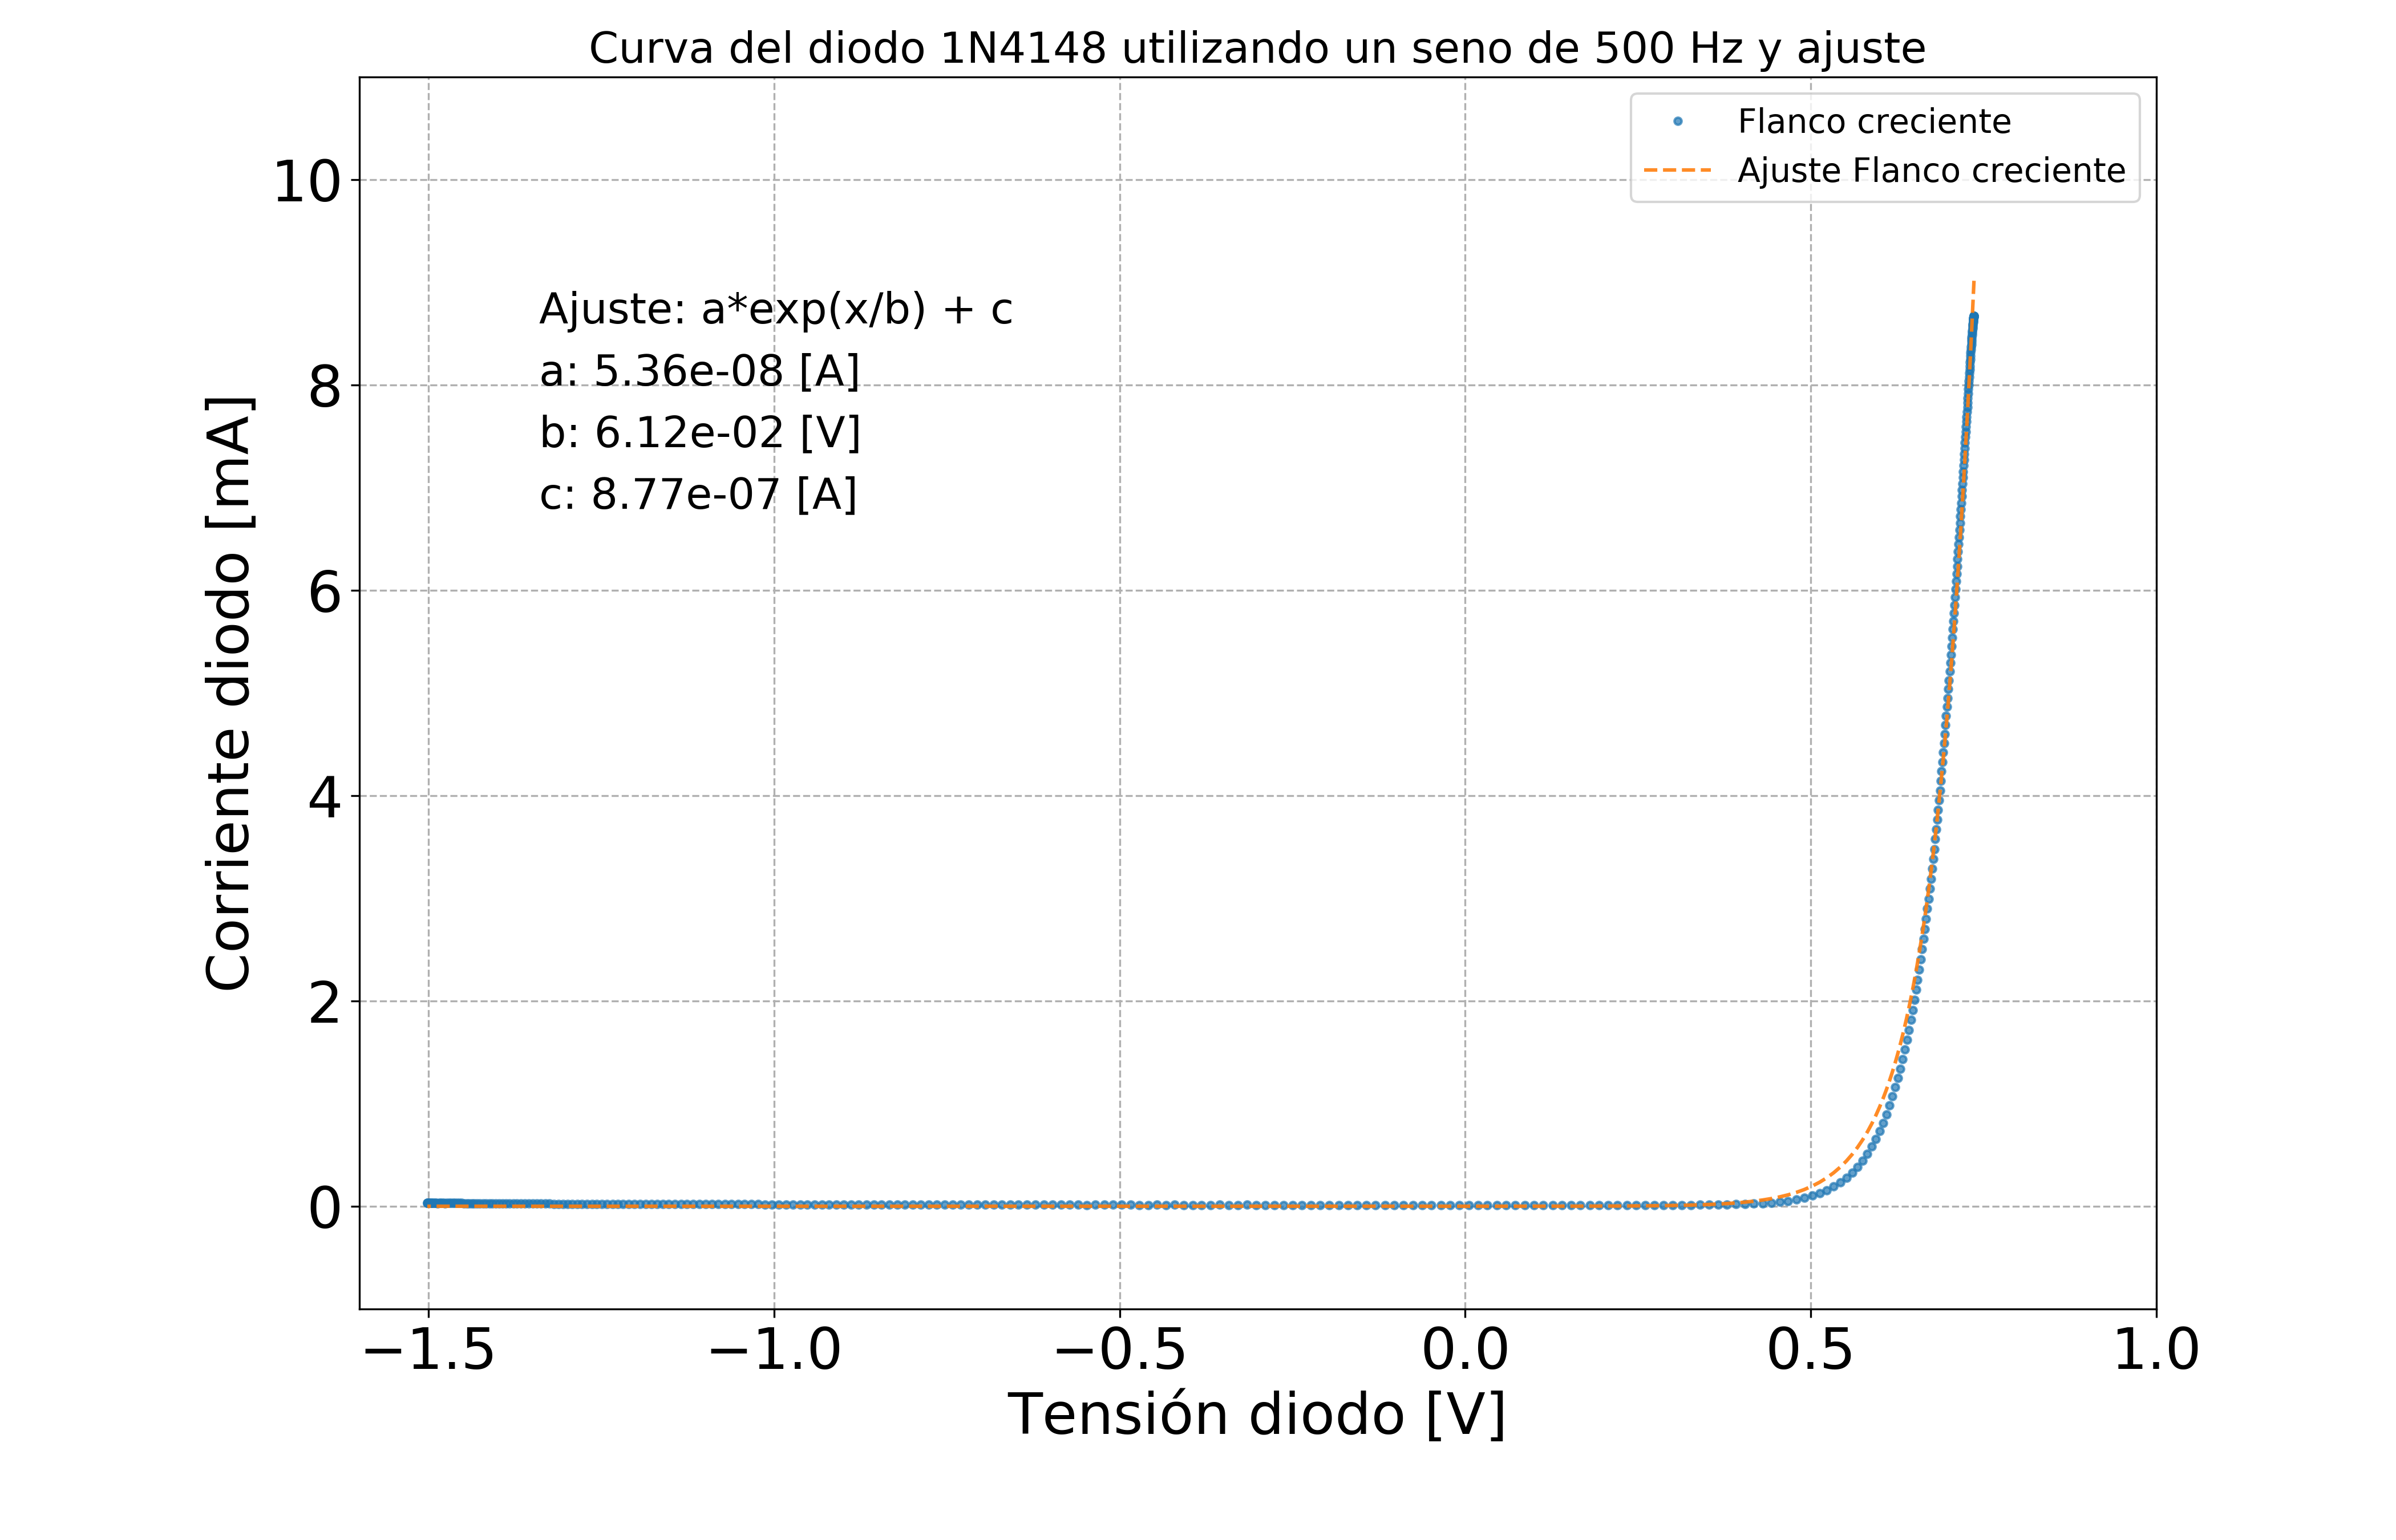 Curva del diodo 1N4148 utilizando un seno de 500 Hz y ajuste
Flanco creciente
Ajuste Flanco creciente
Ajuste: a*exp(x/b) + c
a: 5.36e-08 [A]
b: 6.12e-02 [V]
c: 8.77e-07 [A]
Corriente diodo [mA]
10
8
6
4
2
0
−1.5 −1.0 −0.5 0.0 0.5 1.0
Tensión diodo [V]